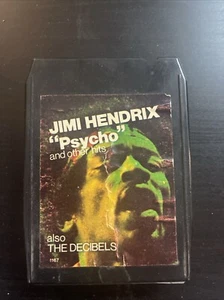 JIMI HENDRIX
"Psycho"
and other hits
also
THE DECIBELS
1167